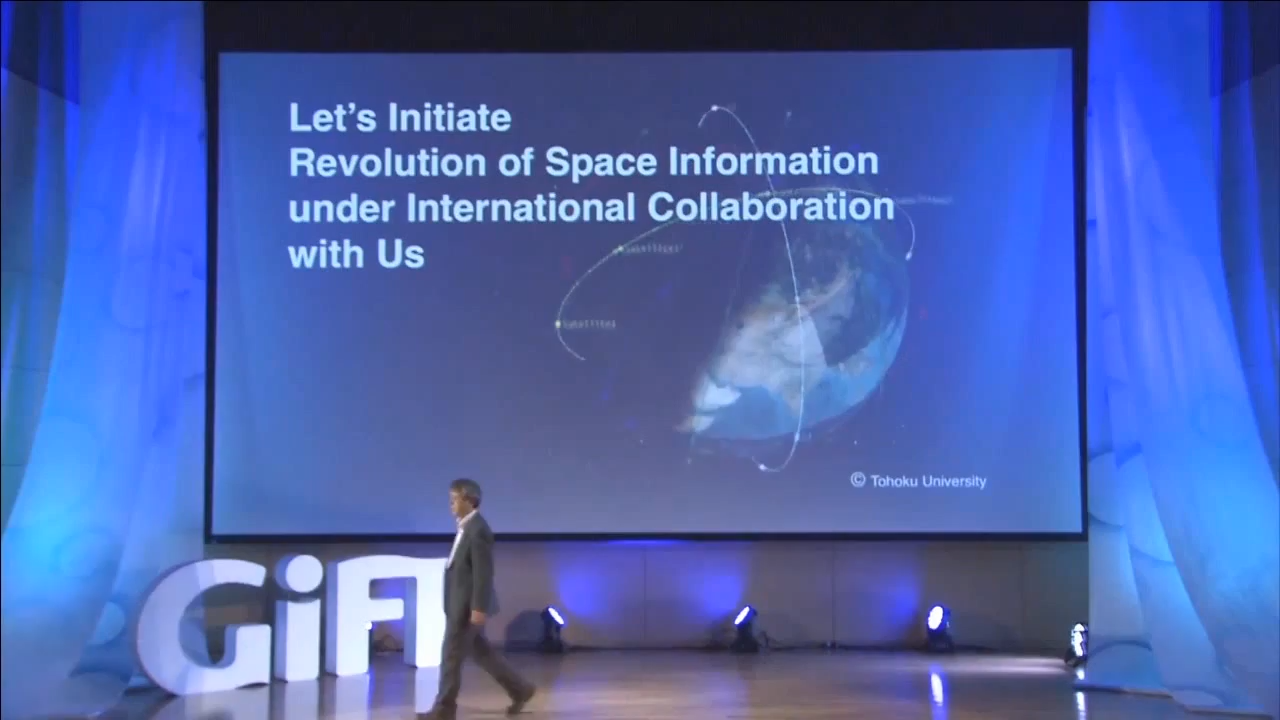 Let's Initiate
Revolution of Space Information
under International Collaboration
with Us
© Tohoku University
GiFT